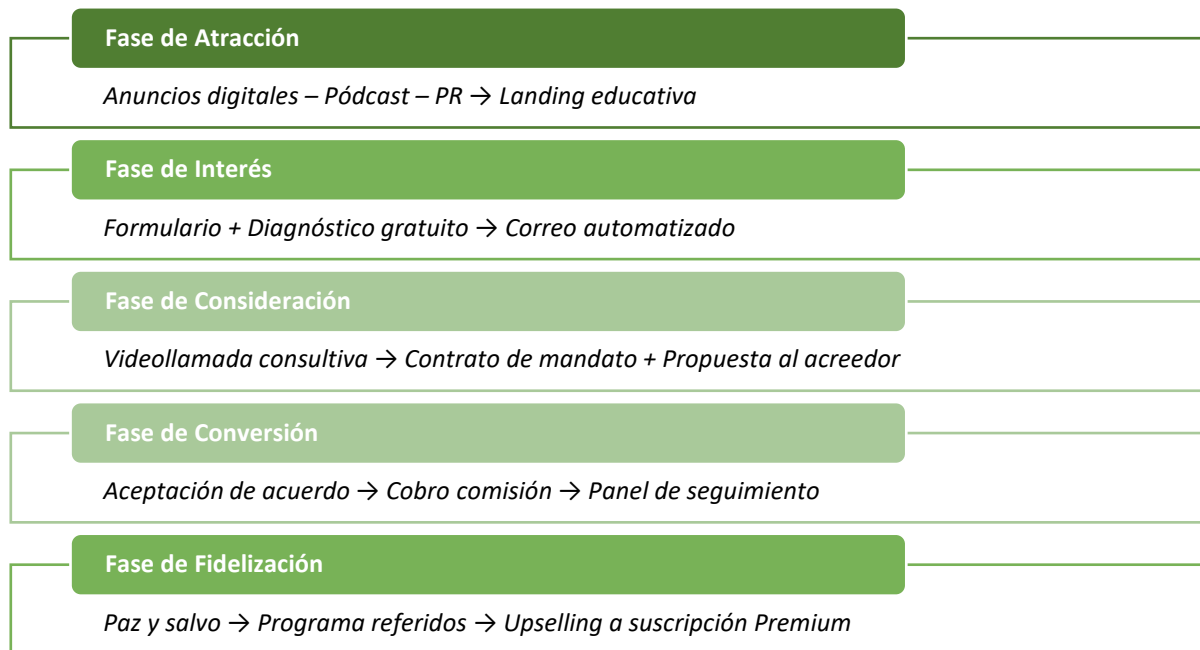 Fase de Atracción
Anuncios digitales – Pódcast – PR → Landing educativa
Fase de Interés
Formulario + Diagnóstico gratuito → Correo automatizado
Fase de Consideración
Videollamada consultiva → Contrato de mandato + Propuesta al acreedor
Fase de Conversión
Aceptación de acuerdo → Cobro comisión → Panel de seguimiento
Fase de Fidelización
Paz y salvo → Programa referidos → Upselling a suscripción Premium